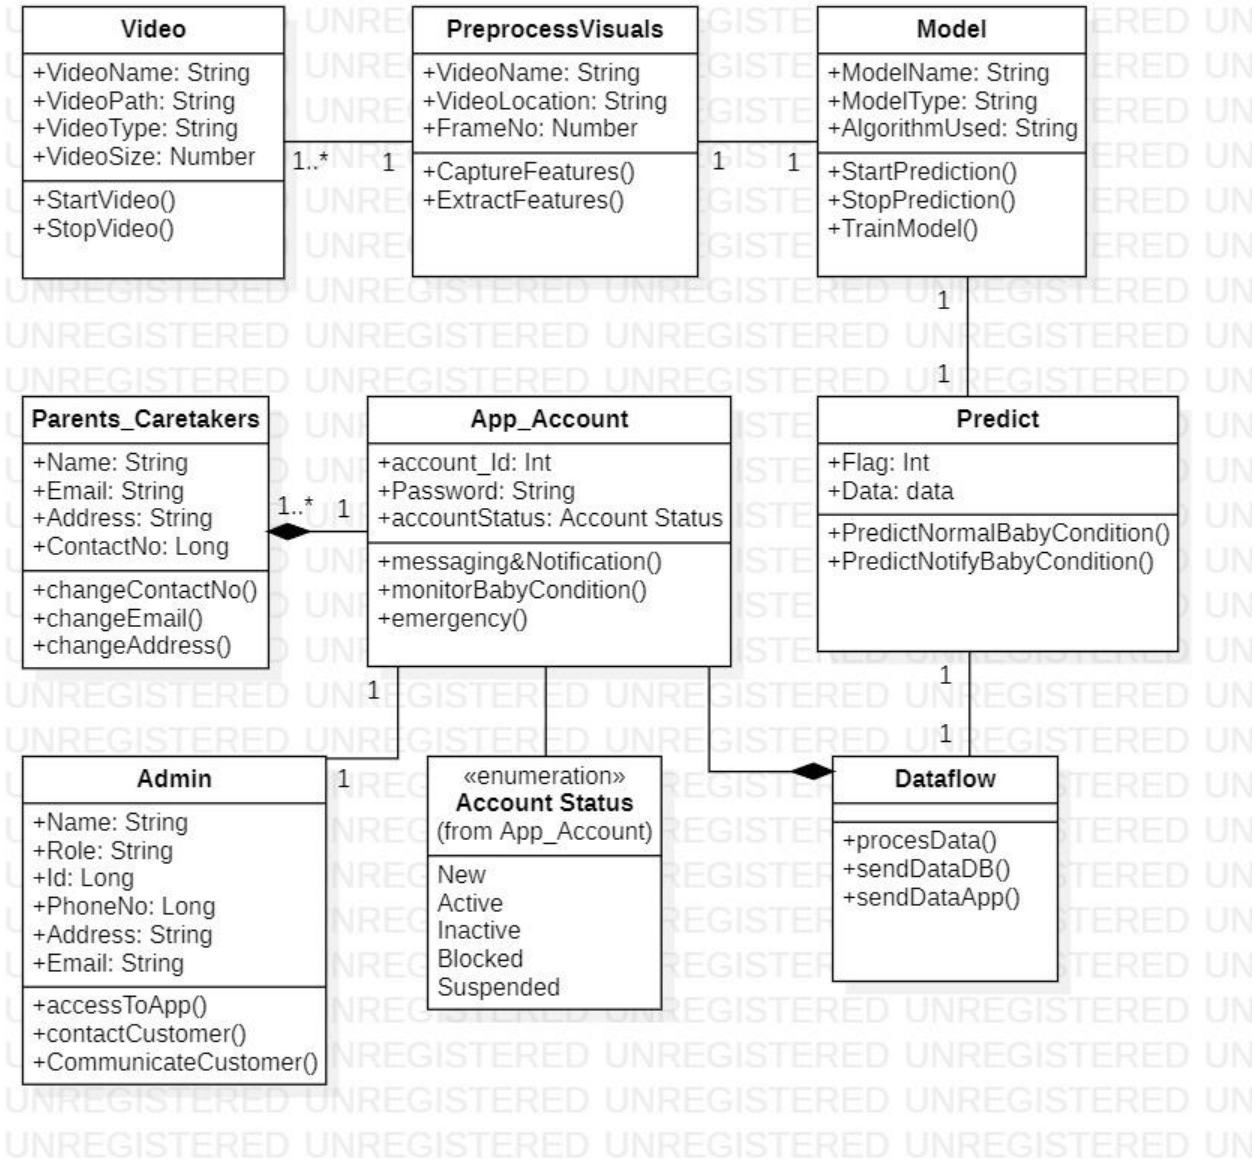 Video
+VideoName: String
+VideoPath: String
+VideoType: String
+VideoSize: Number
+StartVideo()
+StopVideo()
1..*
1
PreprocessVisuals
+VideoName: String
+VideoLocation: String
+FrameNo: Number
+CaptureFeatures()
+ExtractFeatures()
1
1
Model
+ModelName: String
+ModelType: String
+AlgorithmUsed: String
+StartPrediction()
+StopPrediction()
+TrainModel()
1
1
Parents_Caretakers
+Name: String
+Email: String
+Address: String
+ContactNo: Long
+changeContactNo()
+changeEmail()
+changeAddress()
1..*
1
App_Account
+account_Id: Int
+Password: String
+accountStatus: Account Status
+messaging&Notification()
+monitorBabyCondition()
+emergency()
Predict
+Flag: Int
+Data: data
+PredictNormalBabyCondition()
+PredictNotifyBabyCondition()
1
1
1
1
Admin
+Name: String
+Role: String
+Id: Long
+PhoneNo: Long
+Address: String
+Email: String
+accessToApp()
+contactCustomer()
+CommunicateCustomer()
«enumeration»
Account Status
(from App_Account)
New
Active
Inactive
Blocked
Suspended
Dataflow
+procesData()
+sendDataDB()
+sendDataApp()
UNREGISTERED